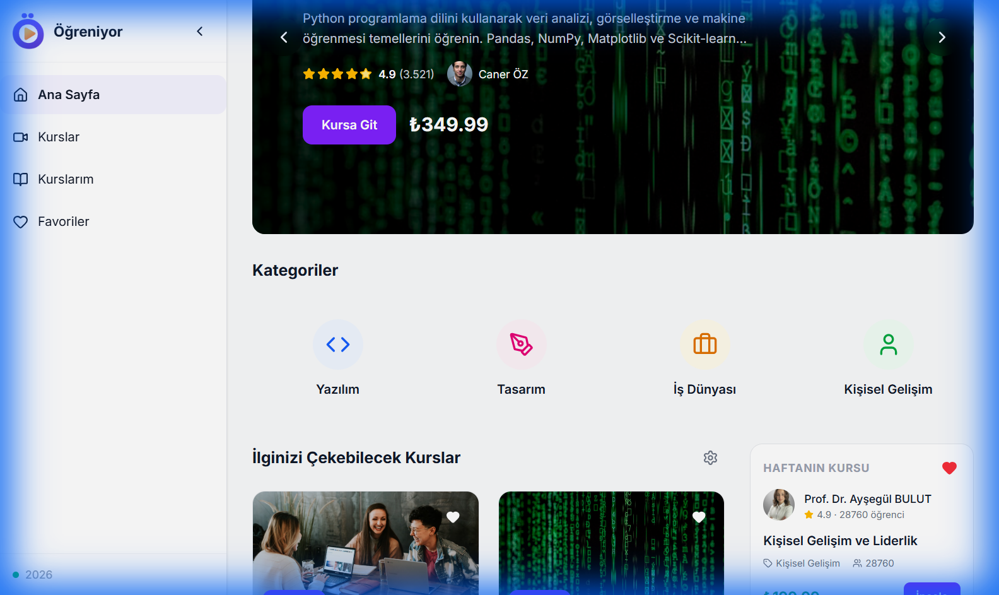 Öğreniyor
Ana Sayfa
Kurslar
Kurslarım
Favoriler
2026
Python programlama dilini kullanarak veri analizi, görselleştirme ve makine
öğrenmesi temellerini öğrenin. Pandas, NumPy, Matplotlib ve Scikit-learn...
4.9 (3.521) Caner ÖZ
Kursa Git ₺349.99
Kategoriler
Yazılım
Tasarım
İş Dünyası
Kişisel Gelişim
İlginizi Çekebilecek Kurslar
HAFTANIN KURSU
Prof. Dr. Ayşegül BULUT
4.9 · 28760 öğrenci
Kişisel Gelişim ve Liderlik
Kişisel Gelişim 28760